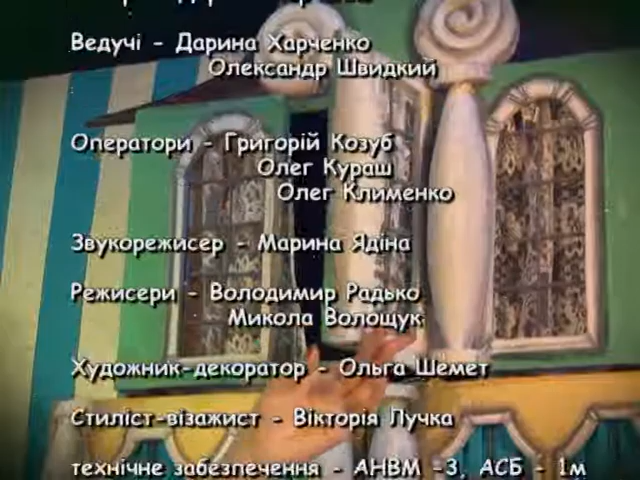 Ведучі - Дарина Харченко
Олександр Швидкий
Оператори - Григорій Козуб
Олег Кураш
Олег Клименко
Звукорежисер - Марина Ядіна
Режисери - Володимир Радько
Микола Волощук
Художник-декоратор - Ольга Шемет
Стиліст-візажист - Вікторія Лучка
технічне забезпечення - АНВМ -3, АСБ - 1м